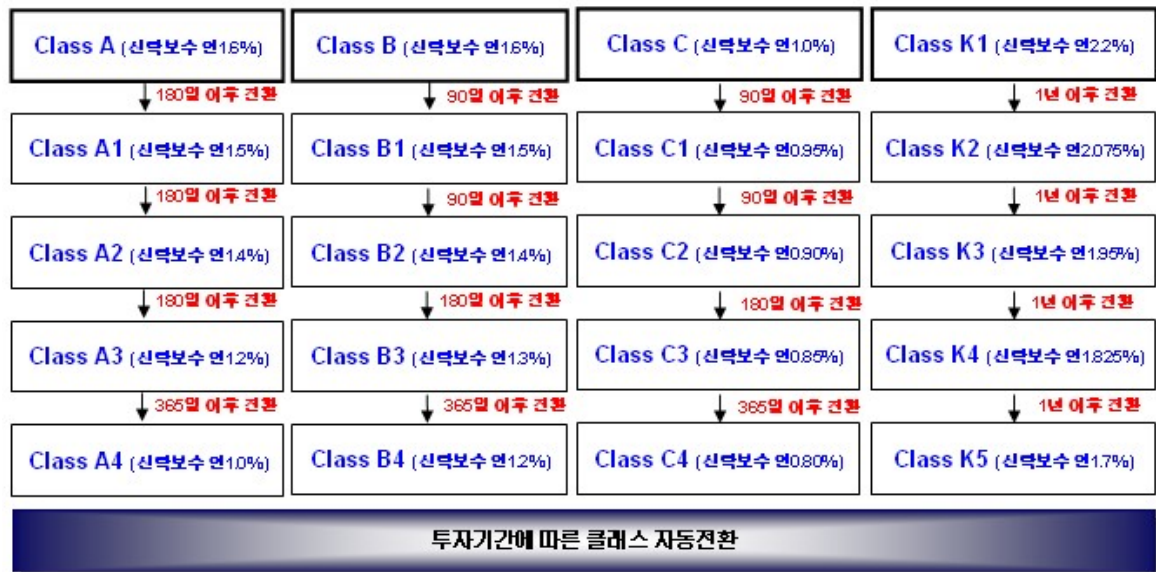 Class A (신탁보수 연1.6%) Class B (신탁보수 연1.6%) Class C (신탁보수 연1.0%) Class K1 (신탁보수 연2.2%)
180일 이후 전환 90일 이후 전환 90일 이후 전환 1년 이후 전환
Class A1 (신탁보수 연1.5%) Class B1 (신탁보수 연1.5%) Class C1 (신탁보수 연0.95%) Class K2 (신탁보수 연2.075%)
180일 이후 전환 90일 이후 전환 90일 이후 전환 1년 이후 전환
Class A2 (신탁보수 연1.4%) Class B2 (신탁보수 연1.4%) Class C2 (신탁보수 연0.90%) Class K3 (신탁보수 연1.95%)
180일 이후 전환 180일 이후 전환 180일 이후 전환 1년 이후 전환
Class A3 (신탁보수 연1.2%) Class B3 (신탁보수 연1.3%) Class C3 (신탁보수 연0.85%) Class K4 (신탁보수 연1.825%)
365일 이후 전환 365일 이후 전환 365일 이후 전환 1년 이후 전환
Class A4 (신탁보수 연1.0%) Class B4 (신탁보수 연1.2%) Class C4 (신탁보수 연0.80%) Class K5 (신탁보수 연1.7%)
투자기간에 따른 클래스 자동전환